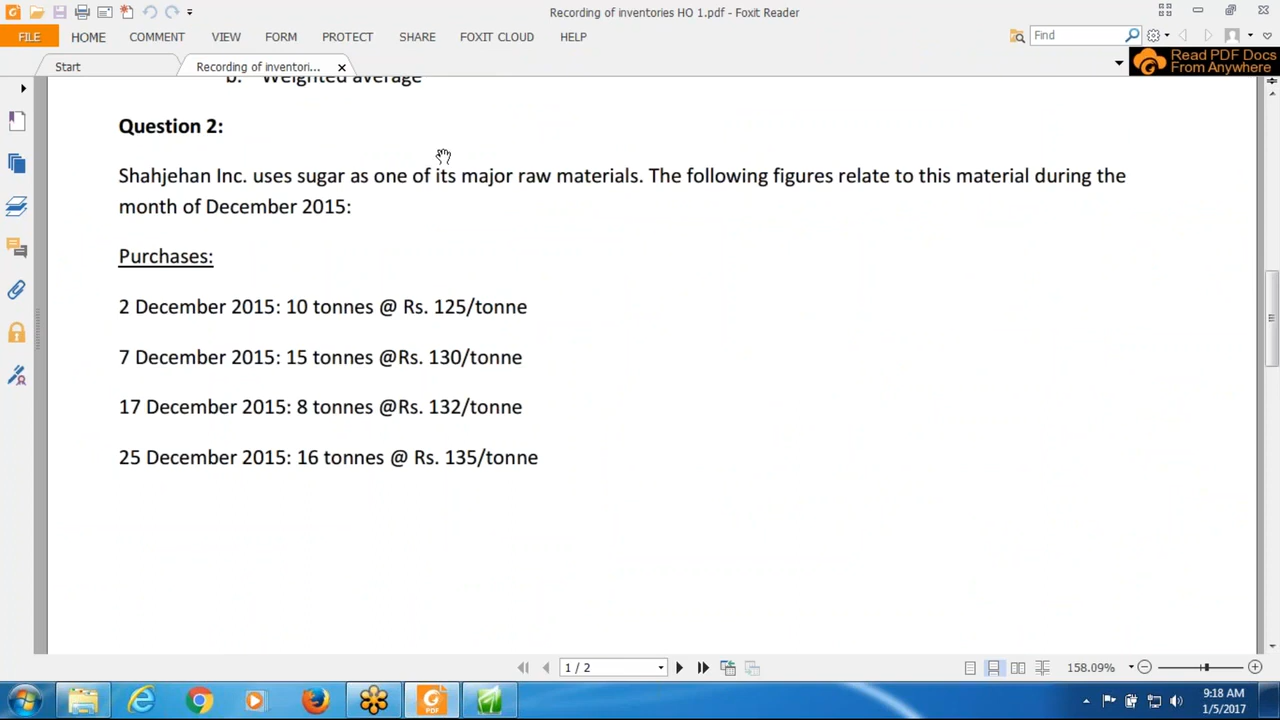 Recording of inventories HO 1.pdf - Foxit Reader
FILE HOME COMMENT VIEW FORM PROTECT SHARE FOXIT CLOUD HELP Find
Start Recording of inventori... Read PDF Docs
From Anywhere
b. Weighted average
Question 2:
Shahjehan Inc. uses sugar as one of its major raw materials. The following figures relate to this material during the
month of December 2015:
Purchases:
2 December 2015: 10 tonnes @ Rs. 125/tonne
7 December 2015: 15 tonnes @Rs. 130/tonne
17 December 2015: 8 tonnes @Rs. 132/tonne
25 December 2015: 16 tonnes @ Rs. 135/tonne
1 / 2 158.09%
PDF
9:18 AM
1/5/2017